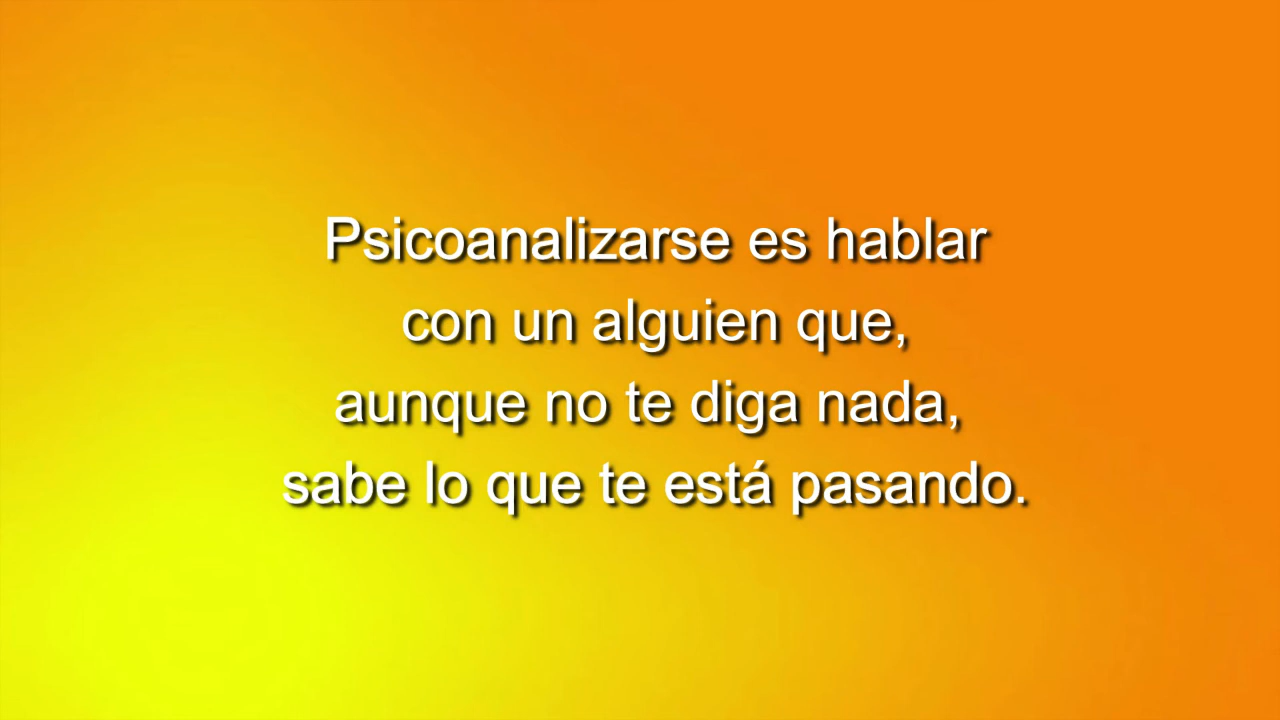 Psicoanalizarse es hablar
con un alguien que,
aunque no te diga nada,
sabe lo que te está pasando.